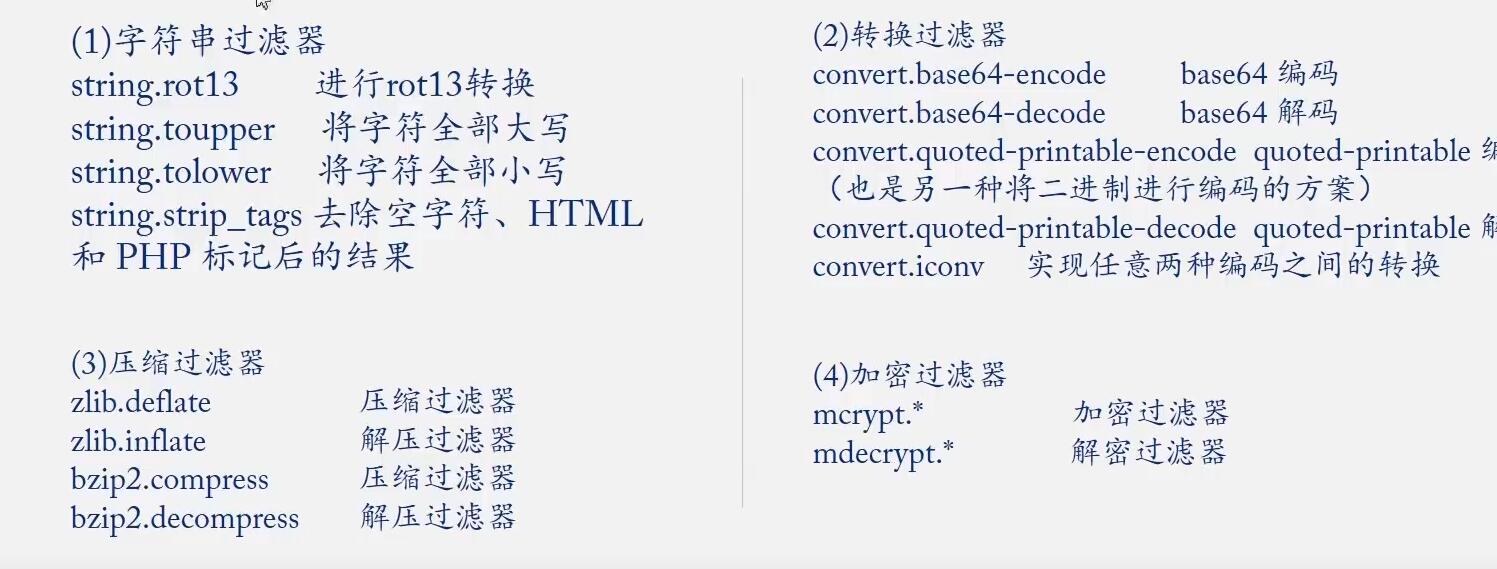 (1)字符串过滤器
string.rot13 进行rot13转换
string.toupper 将字符全部大写
string.tolower 将字符全部小写
string.strip_tags 去除空字符、HTML
和 PHP 标记后的结果
(2)转换过滤器
convert.base64-encode base64 编码
convert.base64-decode base64 解码
convert.quoted-printable-encode quoted-printable
（也是另一种将二进制进行编码的方案）
convert.quoted-printable-decode quoted-printable
convert.iconv 实现任意两种编码之间的转换
(3)压缩过滤器
zlib.deflate 压缩过滤器
zlib.inflate 解压过滤器
bzip2.compress 压缩过滤器
bzip2.decompress 解压过滤器
(4)加密过滤器
mcrypt.* 加密过滤器
mdecrypt.* 解密过滤器